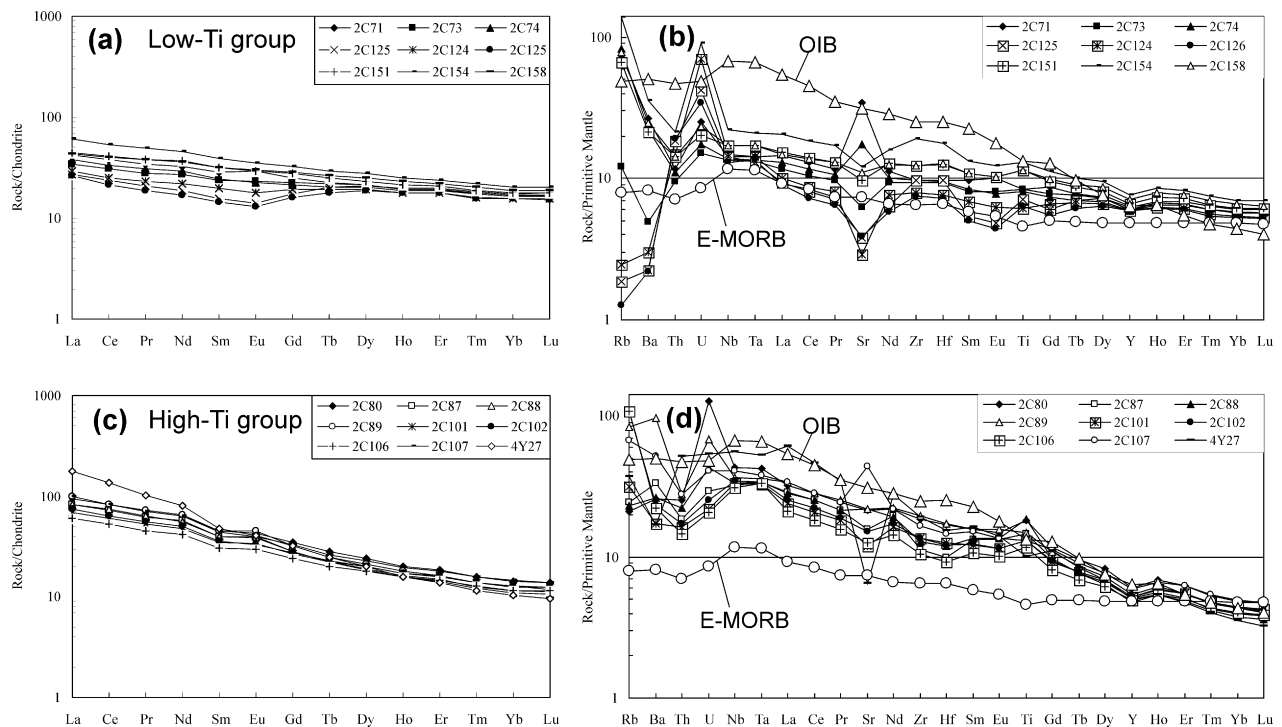 (a) Low-Ti group
2C71 2C73 2C74
2C125 2C124 2C125
2C151 2C154 2C158
1000
100
10
1
Rock/Chondrite
La Ce Pr Nd Sm Eu Gd Tb Dy Ho Er Tm Yb Lu
(b)
OIB
E-MORB
2C71 2C73 2C74
2C125 2C124 2C126
2C151 2C154 2C158
100
10
1
Rock/Primitive Mantle
Rb Ba Th U Nb Ta La Ce Pr Sr Nd Zr Hf Sm Eu Ti Gd Tb Dy Y Ho Er Tm Yb Lu
(c) High-Ti group
2C80 2C87 2C88
2C89 2C101 2C102
2C106 2C107 4Y27
1000
100
10
1
Rock/Chondrite
La Ce Pr Nd Sm Eu Gd Tb Dy Ho Er Tm Yb Lu
(d)
OIB
E-MORB
2C80 2C87 2C88
2C89 2C101 2C102
2C106 2C107 4Y27
100
10
1
Rock/Primitive Mantle
Rb Ba Th U Nb Ta La Ce Pr Sr Nd Zr Hf Sm Eu Ti Gd Tb Dy Y Ho Er Tm Yb Lu